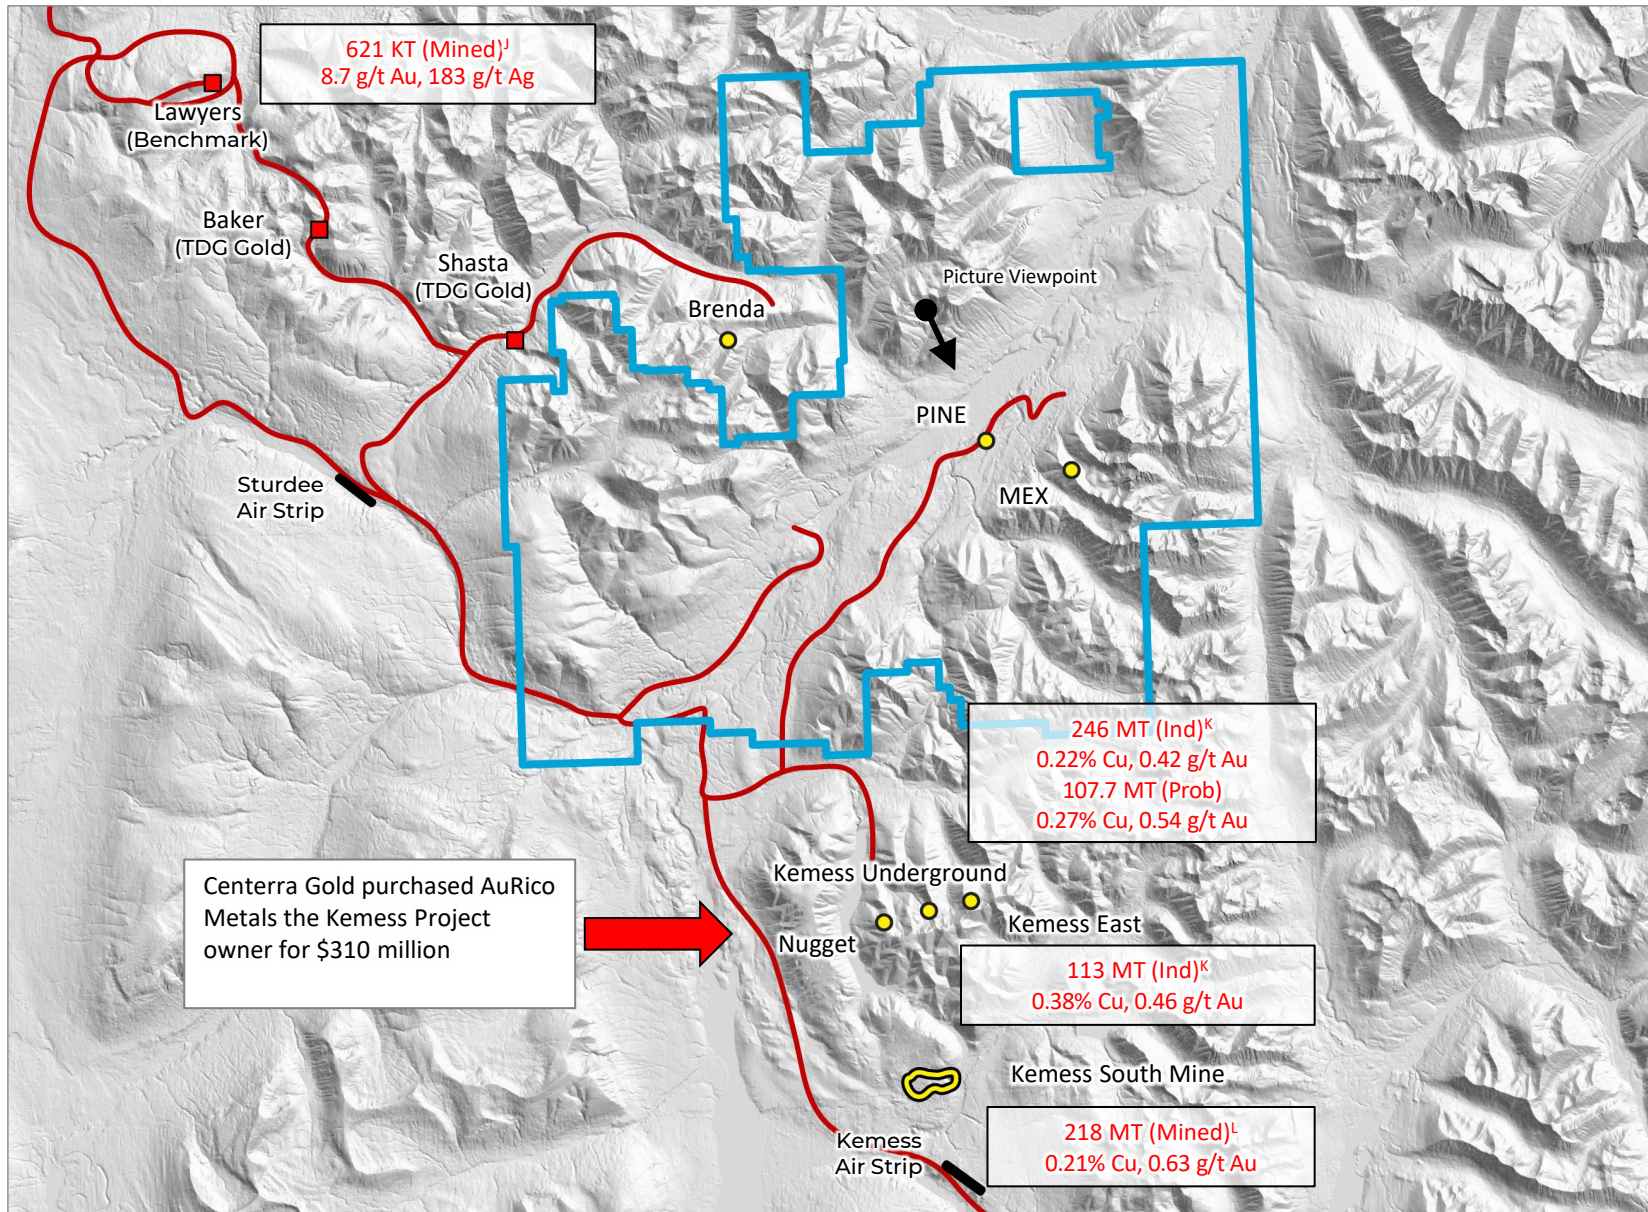 621 KT (Mined)ᴶ
8.7 g/t Au, 183 g/t Ag
Lawyers
(Benchmark)
Baker
(TDG Gold)
Shasta
(TDG Gold)
Brenda
Picture Viewpoint
PINE
MEX
Sturdee
Air Strip
246 MT (Ind)ᴷ
0.22% Cu, 0.42 g/t Au
107.7 MT (Prob)
0.27% Cu, 0.54 g/t Au
Centerra Gold purchased AuRico
Metals the Kemess Project
owner for $310 million
Kemess Underground
Kemess East
Nugget
113 MT (Ind)ᴷ
0.38% Cu, 0.46 g/t Au
Kemess South Mine
218 MT (Mined)ᴸ
0.21% Cu, 0.63 g/t Au
Kemess
Air Strip